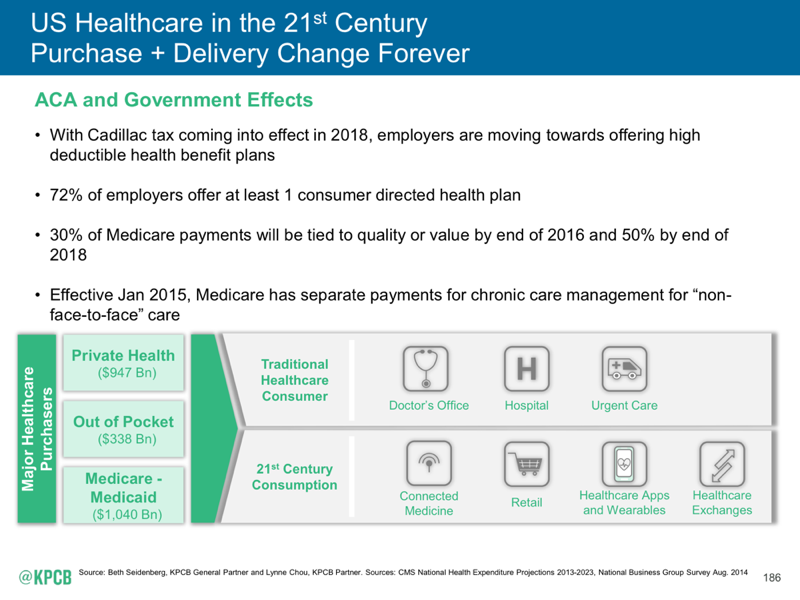 US Healthcare in the 21st Century
Purchase + Delivery Change Forever
ACA and Government Effects
• With Cadillac tax coming into effect in 2018, employers are moving towards offering high
deductible health benefit plans
• 72% of employers offer at least 1 consumer directed health plan
• 30% of Medicare payments will be tied to quality or value by end of 2016 and 50% by end of
2018
• Effective Jan 2015, Medicare has separate payments for chronic care management for “non-
face-to-face” care
Major Healthcare
Purchasers
Private Health
($947 Bn)
Out of Pocket
($338 Bn)
Medicare -
Medicaid
($1,040 Bn)
Traditional
Healthcare
Consumer
Doctor’s Office
H
Hospital
Urgent Care
21st Century
Consumption
Connected
Medicine
Retail
Healthcare Apps
and Wearables
Healthcare
Exchanges
@KPCB
Source: Beth Seidenberg, KPCB General Partner and Lynne Chou, KPCB Partner. Sources: CMS National Health Expenditure Projections 2013-2023, National Business Group Survey Aug. 2014
186